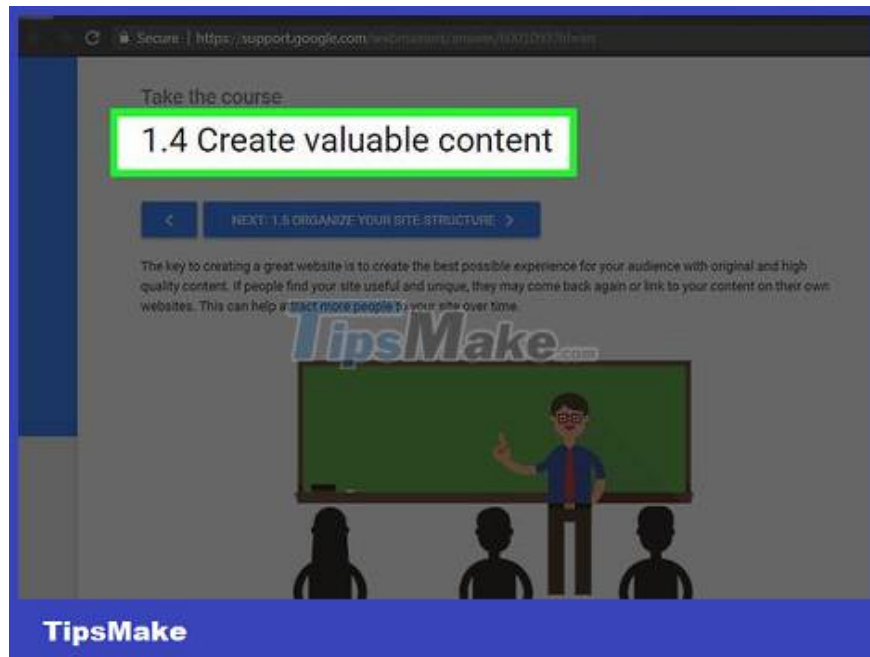 Secure | https://support.google.com/webmasters/answer/
Take the course
1.4 Create valuable content
NEXT: 1.5 ORGANIZE YOUR SITE STRUCTURE
The key to creating a great website is to create the best possible experience for your audience with original and high
quality content. If people find your site useful and unique, they may come back again or link to your content on their own
websites. This can help attract more people to your site over time.
TipsMake.com
TipsMake